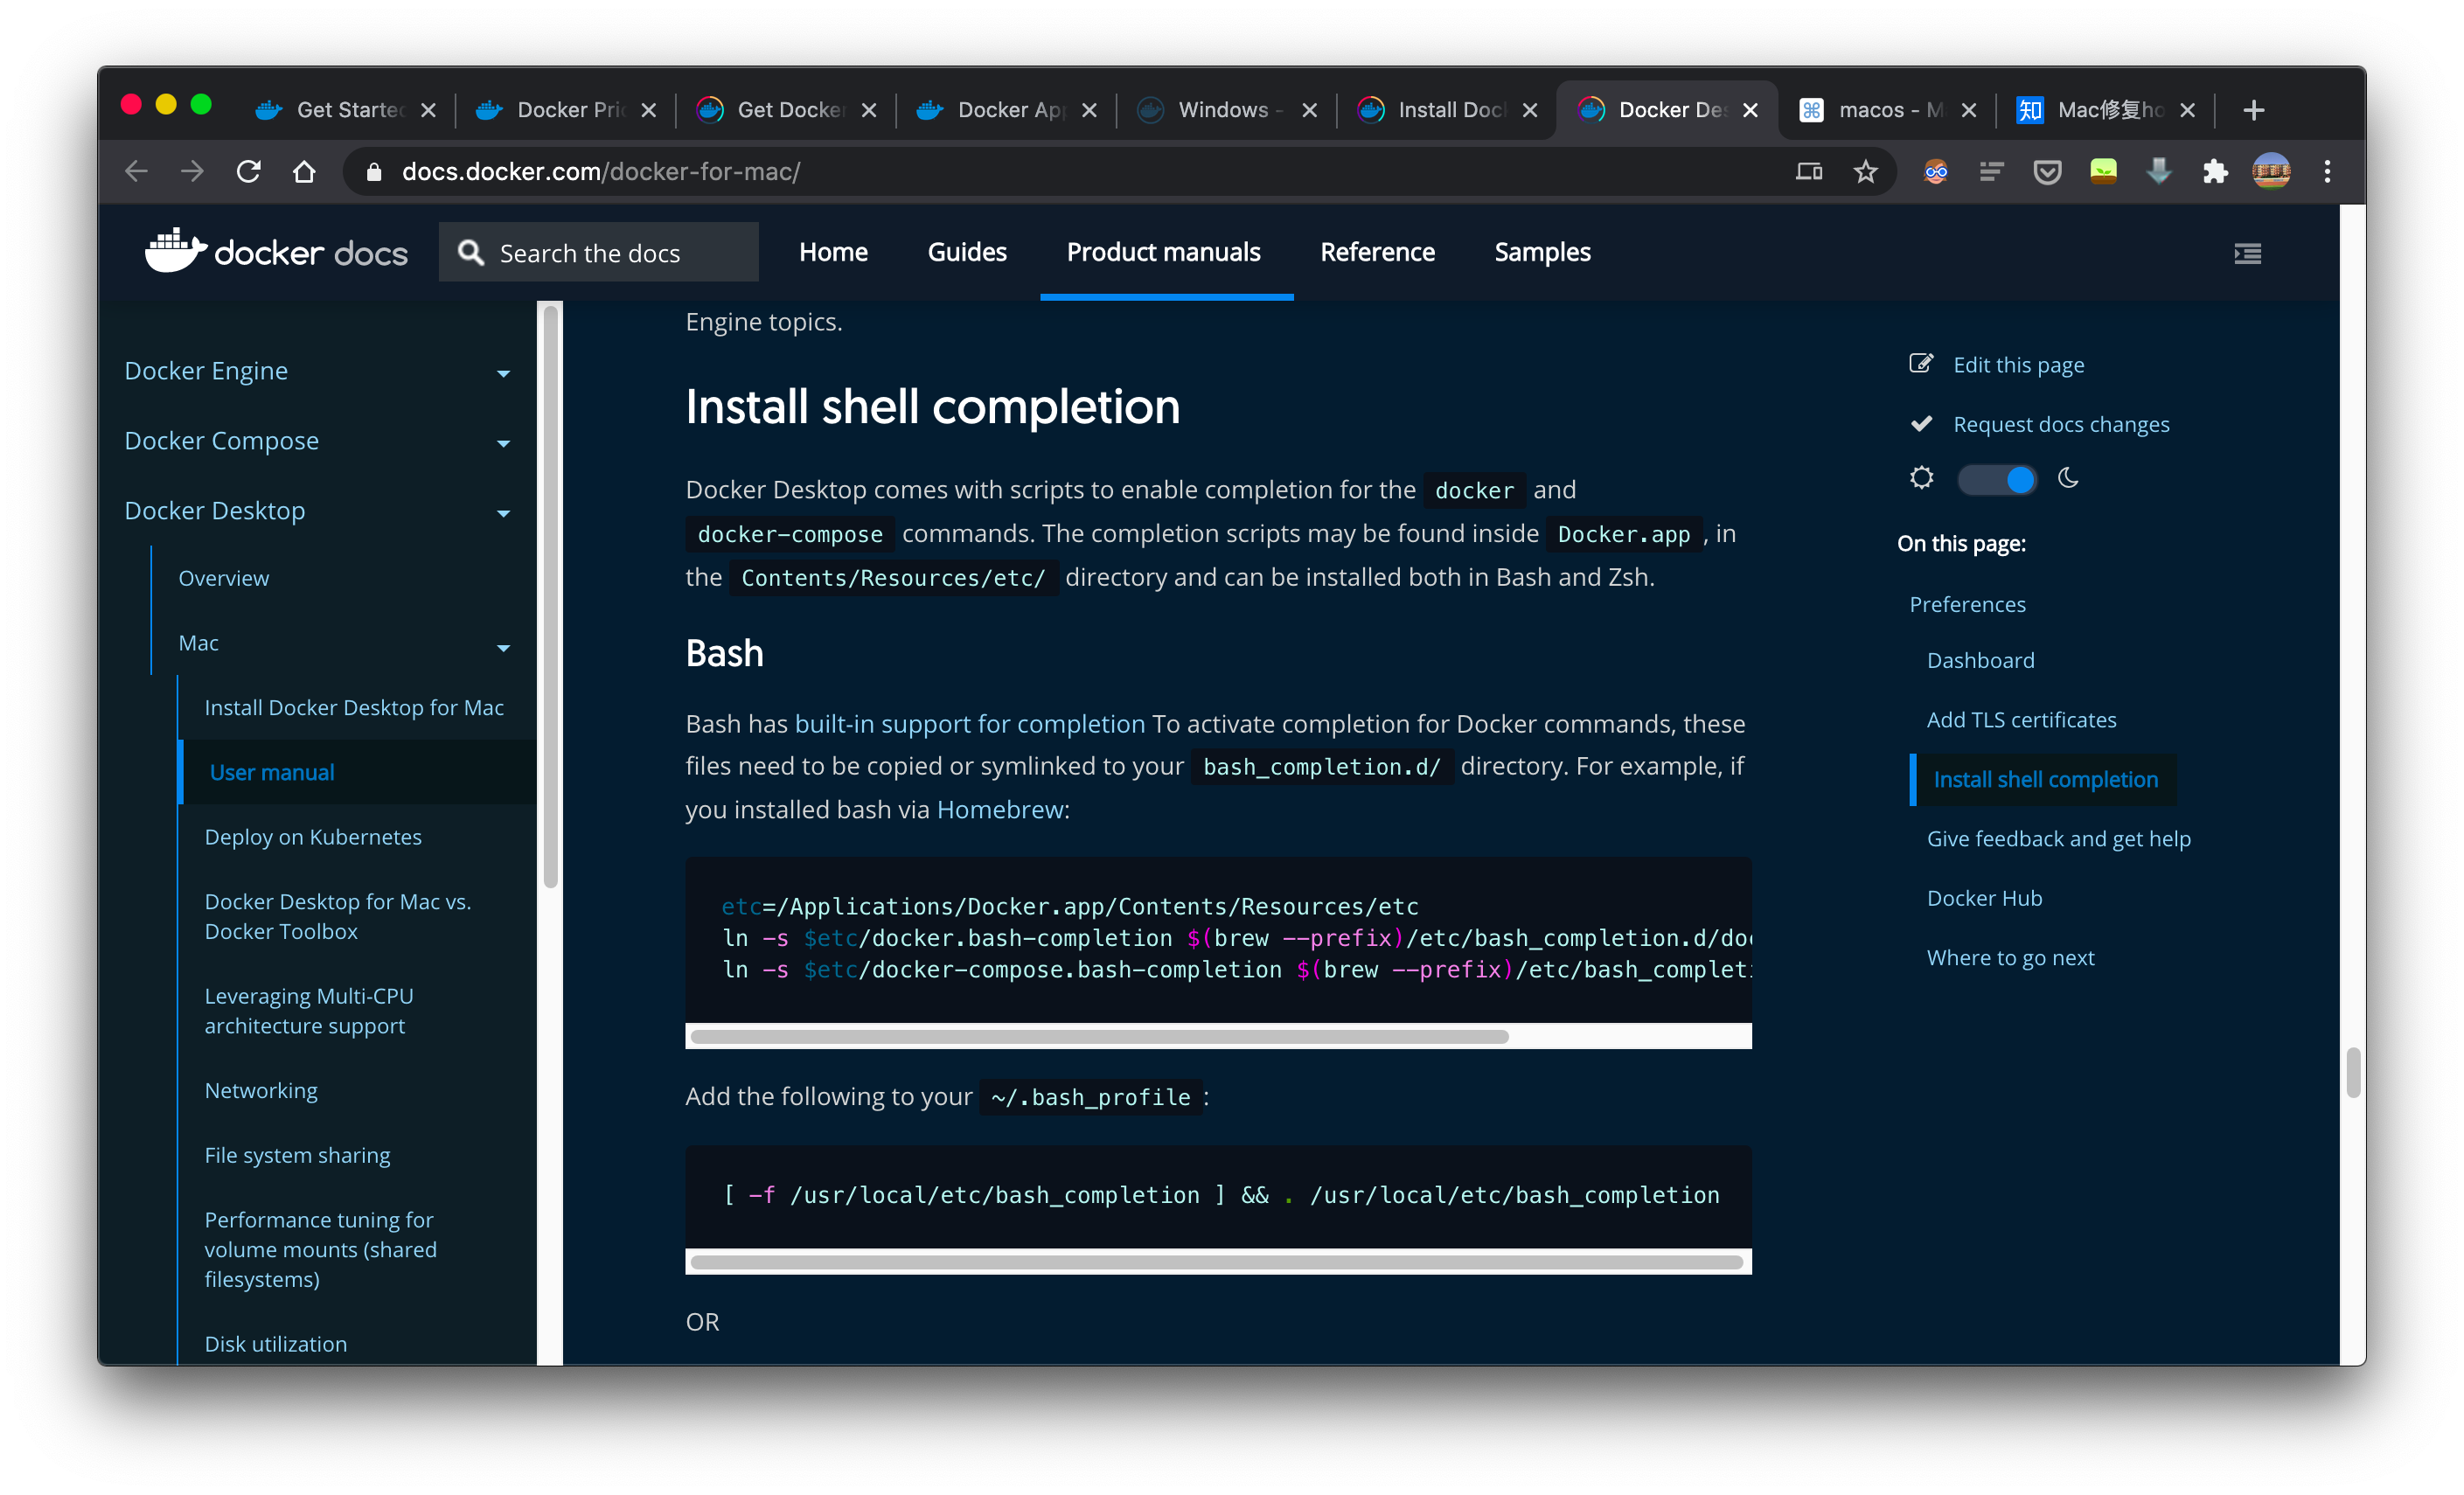 Get Started
Docker Pri
Get Docker
Docker Ap
Windows -
Install Doc
Docker Des
macos - M
知 Mac修复ho
docs.docker.com/docker-for-mac/
docker docs
Search the docs
Home
Guides
Product manuals
Reference
Samples
Docker Engine
Docker Compose
Docker Desktop
Overview
Mac
Install Docker Desktop for Mac
User manual
Deploy on Kubernetes
Docker Desktop for Mac vs.
Docker Toolbox
Leveraging Multi-CPU
architecture support
Networking
File system sharing
Performance tuning for
volume mounts (shared
filesystems)
Disk utilization
Engine topics.
Install shell completion
Docker Desktop comes with scripts to enable completion for the docker and
docker-compose commands. The completion scripts may be found inside Docker.app , in
the Contents/Resources/etc/ directory and can be installed both in Bash and Zsh.
Bash
Bash has built-in support for completion To activate completion for Docker commands, these
files need to be copied or symlinked to your bash_completion.d/ directory. For example, if
you installed bash via Homebrew:
etc=/Applications/Docker.app/Contents/Resources/etc
ln -s $etc/docker.bash-completion $(brew --prefix)/etc/bash_completion.d/doc
ln -s $etc/docker-compose.bash-completion $(brew --prefix)/etc/bash_completi
Add the following to your ~/.bash_profile :
[ -f /usr/local/etc/bash_completion ] && . /usr/local/etc/bash_completion
OR
Edit this page
Request docs changes
On this page:
Preferences
Dashboard
Add TLS certificates
Install shell completion
Give feedback and get help
Docker Hub
Where to go next